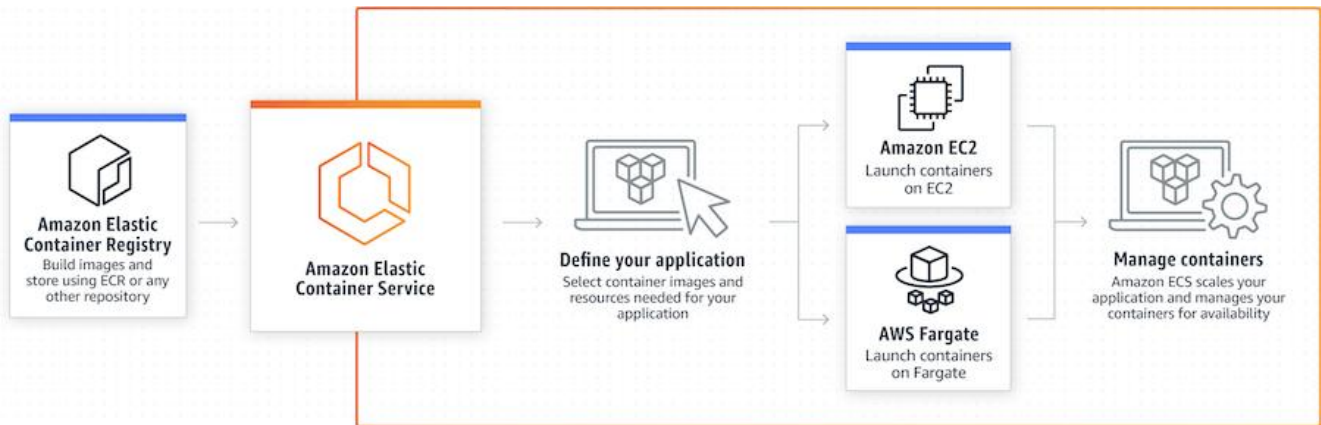 Amazon Elastic
Container Registry
Build images and
store using ECR or any
other repository
Amazon Elastic
Container Service
Define your application
Select container images and
resources needed for your
application
Amazon EC2
Launch containers
on EC2
AWS Fargate
Launch containers
on Fargate
Manage containers
Amazon ECS scales your
application and manages your
containers for availability